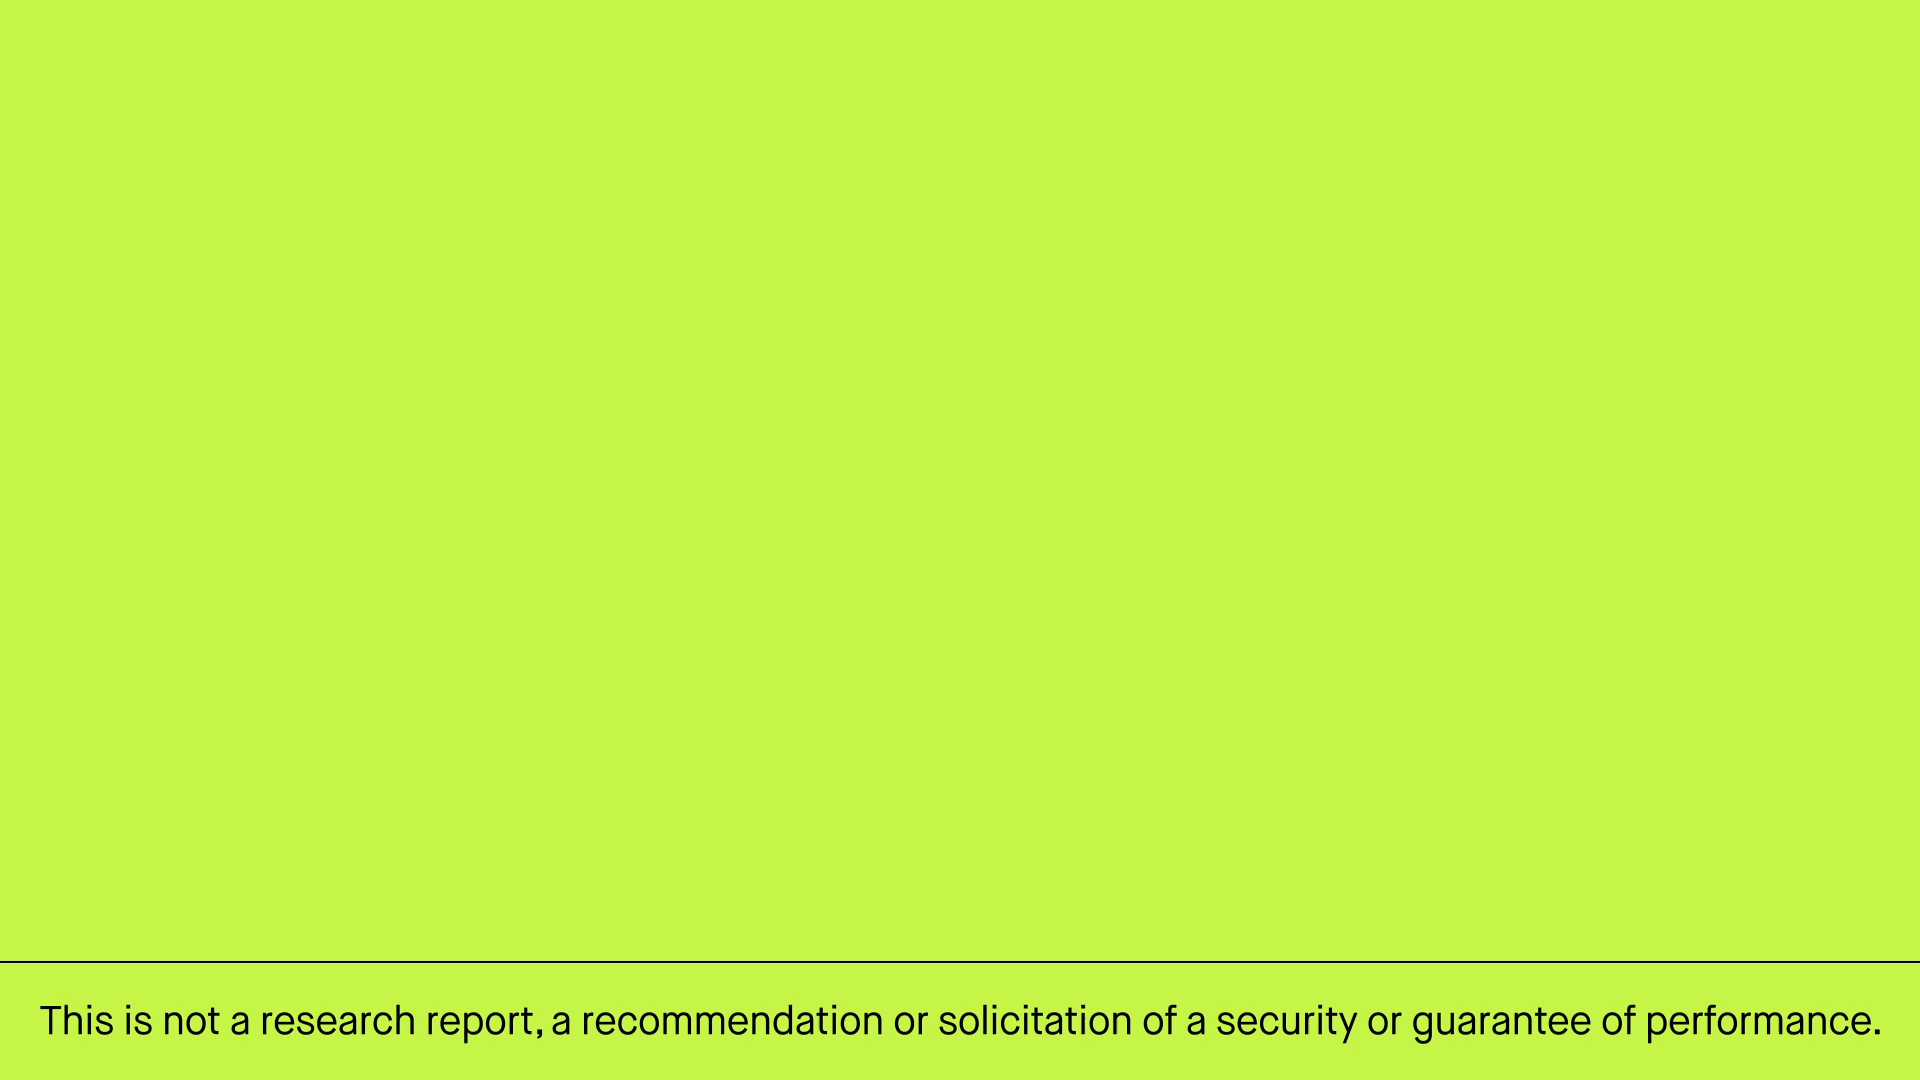 This is not a research report, a recommendation or solicitation of a security or guarantee of performance.